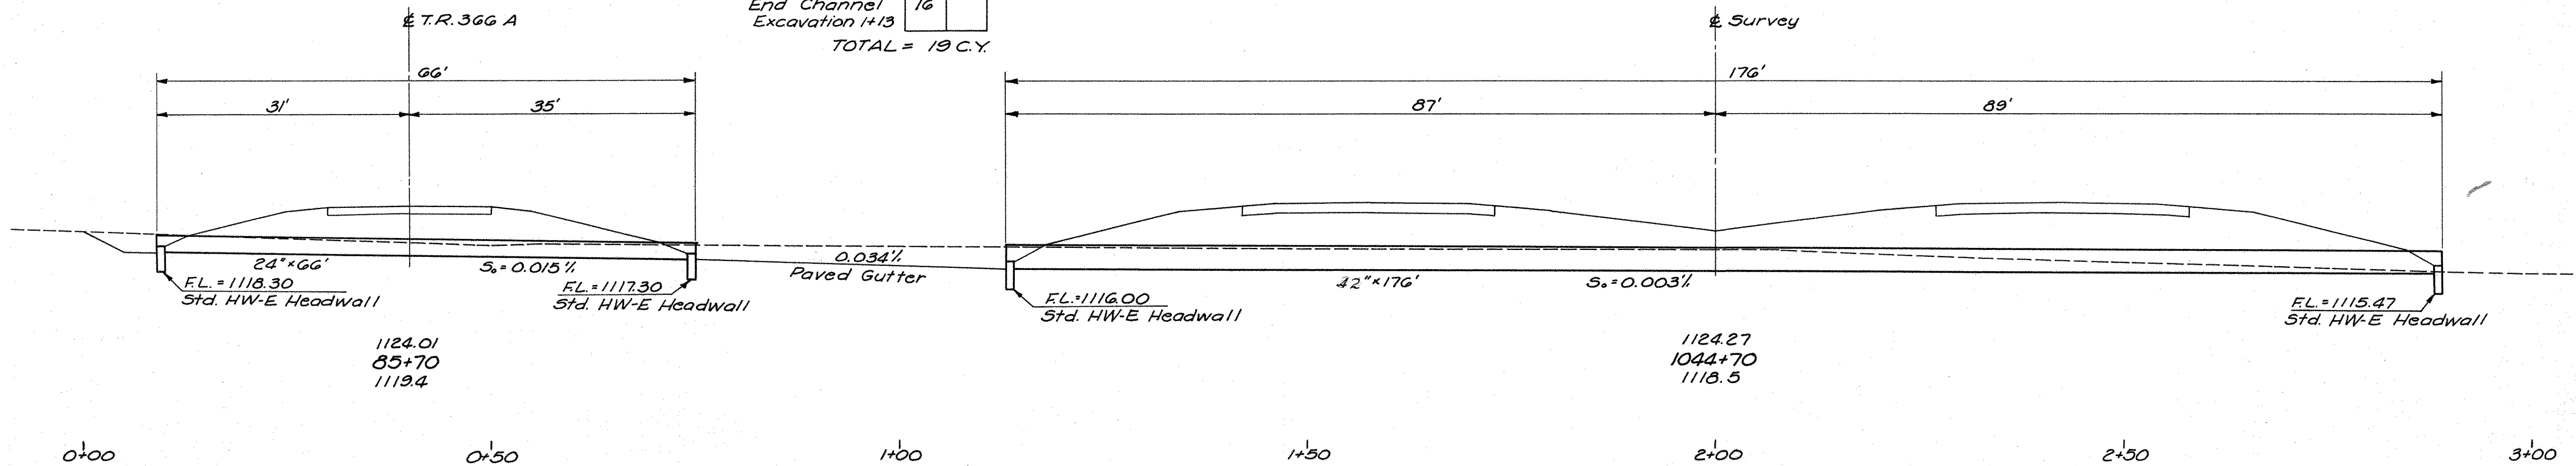 End Channel
Excavation 1+13
16
TOTAL = 19 C.Y.
℄ T.R. 366 A
℄ Survey
66'
176'
31'
35'
87'
89'
24"×66'
S₀=0.015%
0.034%
Paved Gutter
42"×176'
S₀=0.003%
F.L.=1118.30
Std. HW-E Headwall
F.L.=1117.30
Std. HW-E Headwall
F.L.=1116.00
Std. HW-E Headwall
F.L.=1115.47
Std. HW-E Headwall
1124.01
85+70
1119.4
1124.27
1044+70
1118.5
0+00
0+50
1+00
1+50
2+00
2+50
3+00